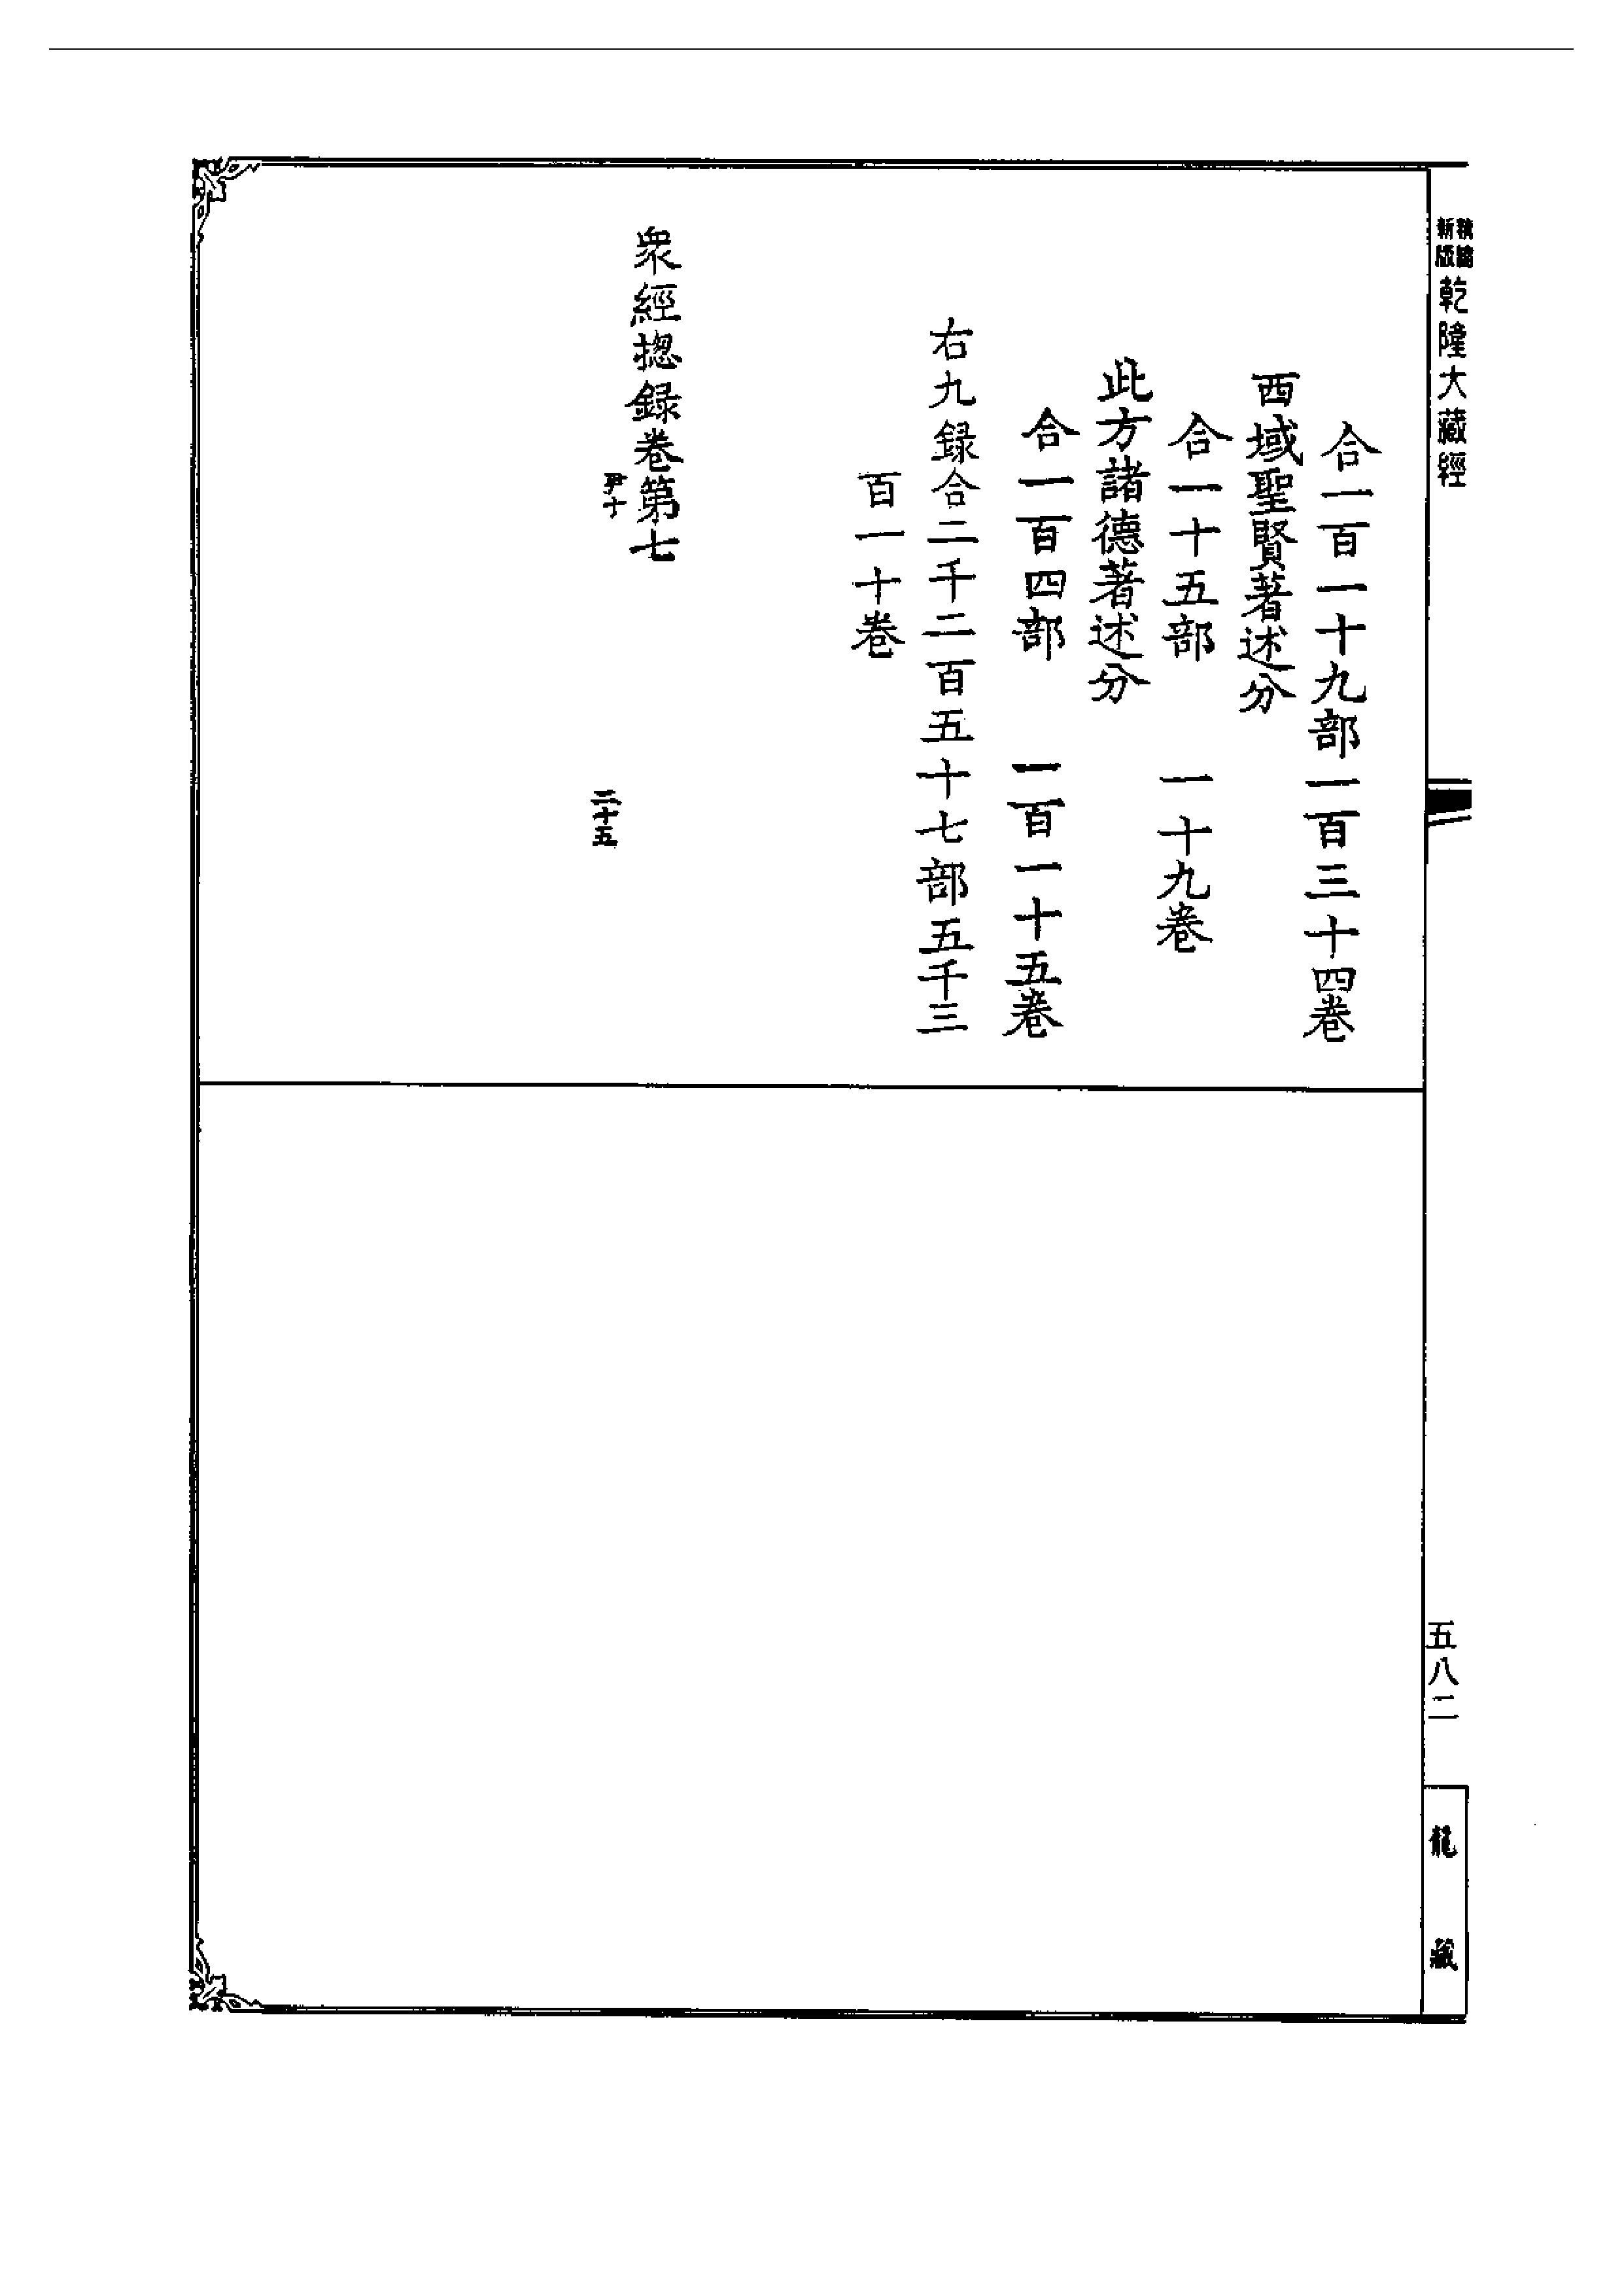 新版
乾隆大藏經
合一百一十九部一百三十四卷
西域聖賢著述分
合一十五部　一十九卷
此方諸德著述分
合一百四部　一百一十五卷
右九録合二千二百五十七部五千三
百一十卷
衆經揔録卷第七
尹十
二十五
五八二
龍藏